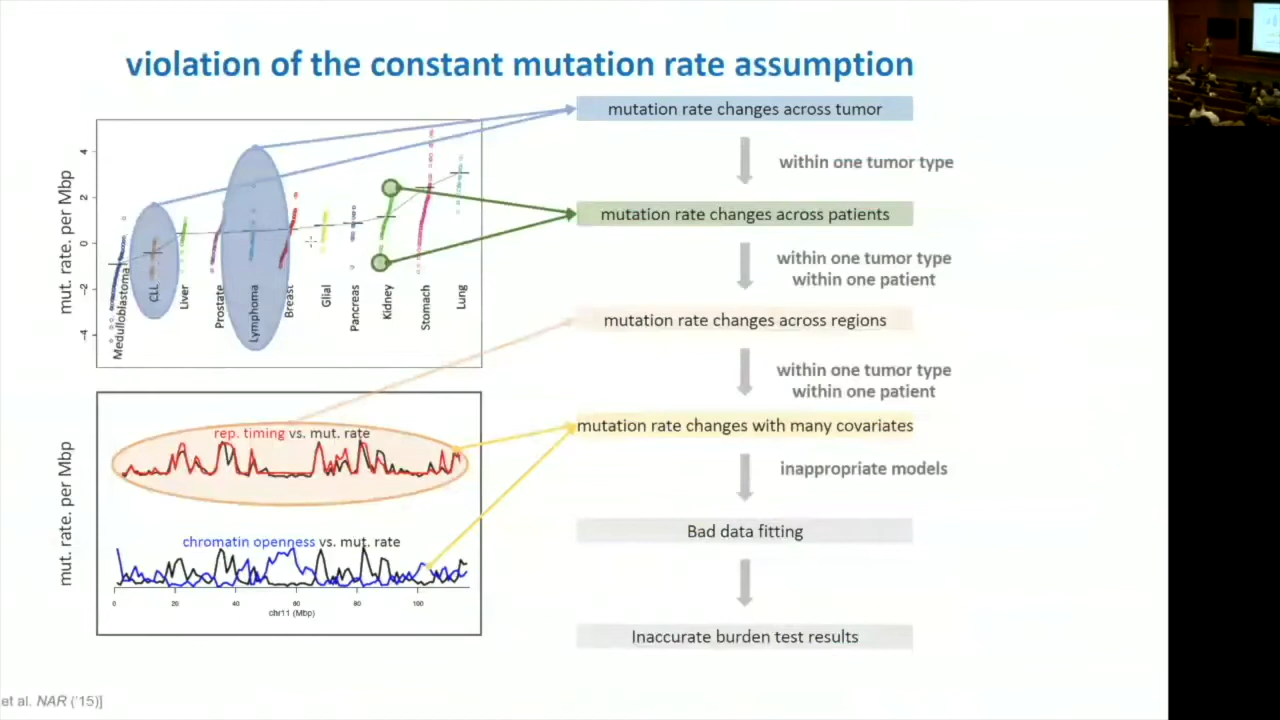 violation of the constant mutation rate assumption
mut. rate. per Mbp
4
2
0
-2
-4
Medulloblastoma
CLL
Liver
Prostate
Lymphoma
Breast
Glial
Pancreas
Kidney
Stomach
Lung
mutation rate changes across tumor
within one tumor type
mutation rate changes across patients
within one tumor type
within one patient
mutation rate changes across regions
within one tumor type
within one patient
mutation rate changes with many covariates
inappropriate models
Bad data fitting
Inaccurate burden test results
mut. rate. per Mbp
rep. timing vs. mut. rate
chromatin openness vs. mut. rate
0 20 40 60 80 100
chr11 (Mbp)
et al. NAR ('15)]